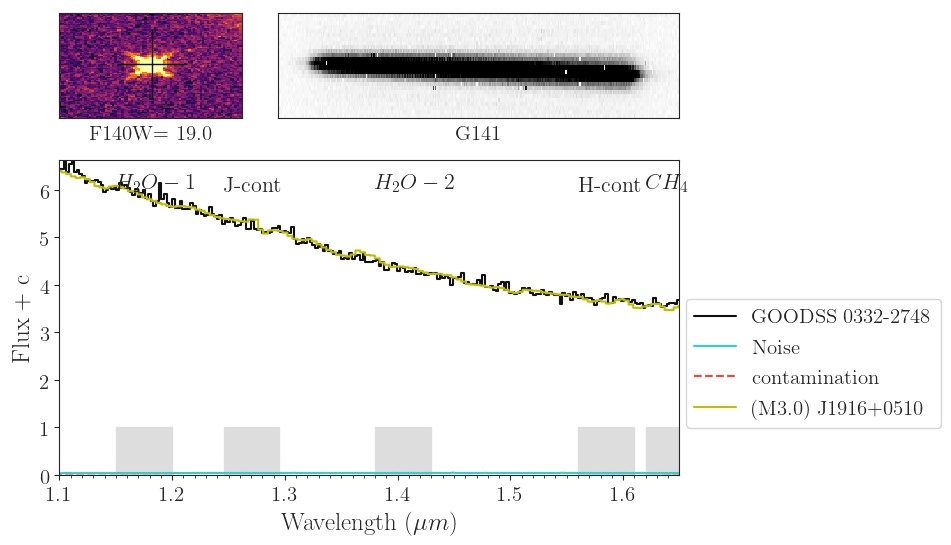 F140W= 19.0
G141
H₂O − 1
J-cont
H₂O − 2
H-cont
CH₄
6
5
4
3
2
1
0
Flux + c
1.1
1.2
1.3
1.4
1.5
1.6
Wavelength (μm)
GOODSS 0332-2748
Noise
contamination
(M3.0) J1916+0510